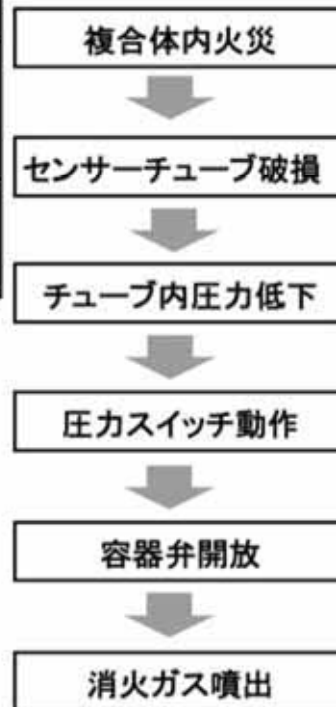 複合体内火災
センサーチューブ破損
チューブ内圧力低下
圧力スイッチ動作
容器弁開放
消火ガス噴出